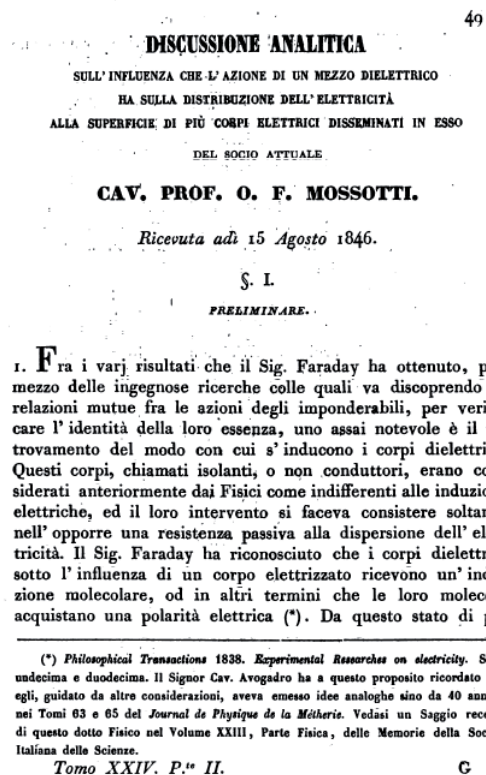 49
DISCUSSIONE ANALITICA
SULL' INFLUENZA CHE L' AZIONE DI UN MEZZO DIELETTRICO
HA SULLA DISTRIBUZIONE DELL' ELETTRICITÀ
ALLA SUPERFICIE DI PIÙ CORPI ELETTRICI DISSEMINATI IN ESSO
DEL SOCIO ATTUALE
CAV. PROF. O. F. MOSSOTTI.
Ricevuta adì 15 Agosto 1846.
§. I.
PRELIMINARE.
1. Fra i varj risultati che il Sig. Faraday ha ottenuto, p
mezzo delle ingegnose ricerche colle quali va discoprendo
relazioni mutue fra le azioni degli imponderabili, per veri
care l' identità della loro essenza, uno assai notevole è il
trovamento del modo con cui s' inducono i corpi dielettri
Questi corpi, chiamati isolanti, o non conduttori, erano co
siderati anteriormente dai Fisici come indifferenti alle induzio
elettriche, ed il loro intervento si faceva consistere soltan
nell' opporre una resistenza passiva alla dispersione dell' el
tricità. Il Sig. Faraday ha riconosciuto che i corpi dielettr
sotto l' influenza di un corpo elettrizzato ricevono un' ind
zione molecolare, od in altri termini che le loro molec
acquistano una polarità elettrica (*). Da questo stato di p
(*) Philosophical Transactions 1838. Experimental Researches on electricity. S
undecima e duodecima. Il Signor Cav. Avogadro ha a questo proposito ricordato
egli, guidato da altre considerazioni, aveva emesso idee analoghe sino da 40 ann
nei Tomi 63 e 65 del Journal de Physique de la Métherie. Vedasi un Saggio rece
di questo dotto Fisico nel Volume XXIII, Parte Fisica, delle Memorie della Soc
Italiana delle Scienze.
Tomo XXIV. P.te II. G